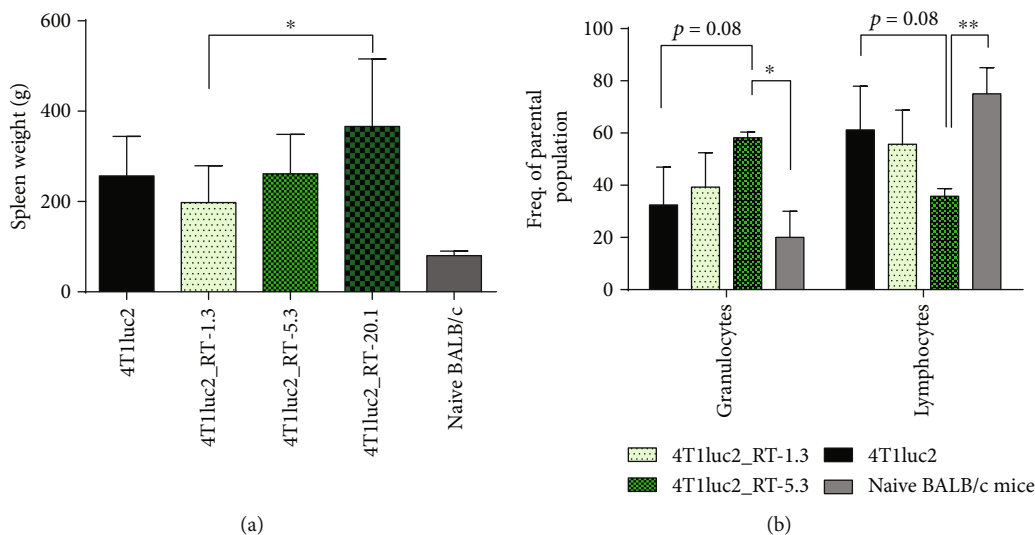 600
400
200
0
Spleen weight (g)
*
4T1luc2
4T1luc2_RT-1.3
4T1luc2_RT-5.3
4T1luc2_RT-20.1
Naive BALB/c
(a)
100
80
60
40
20
0
Freq. of parental
population
p = 0.08
*
p = 0.08
**
Granulocytes
Lymphocytes
4T1luc2_RT-1.3
4T1luc2
4T1luc2_RT-5.3
Naive BALB/c mice
(b)